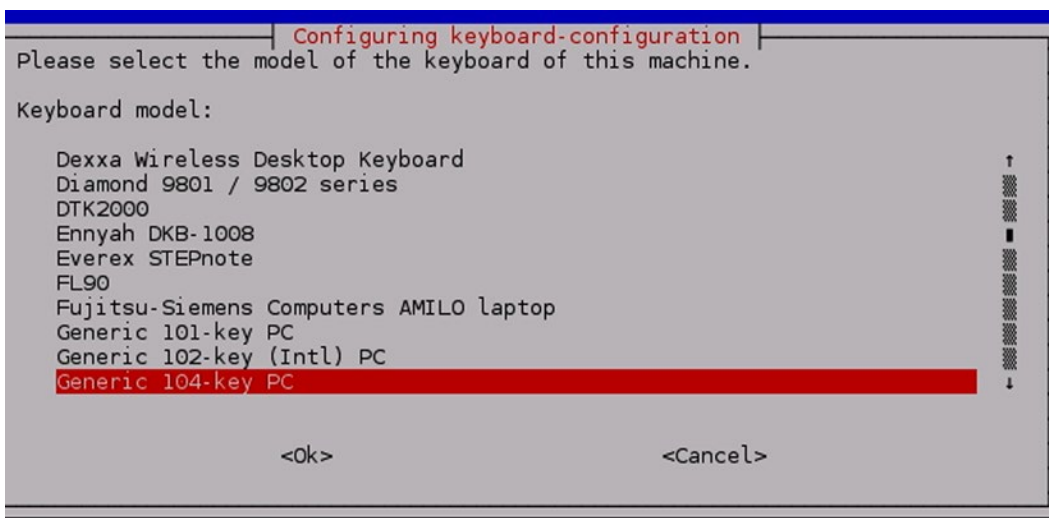 Configuring keyboard-configuration
Please select the model of the keyboard of this machine.
Keyboard model:
Dexxa Wireless Desktop Keyboard
Diamond 9801 / 9802 series
DTK2000
Ennyah DKB-1008
Everex STEPnote
FL90
Fujitsu-Siemens Computers AMILO laptop
Generic 101-key PC
Generic 102-key (Intl) PC
Generic 104-key PC
<Ok> <Cancel>